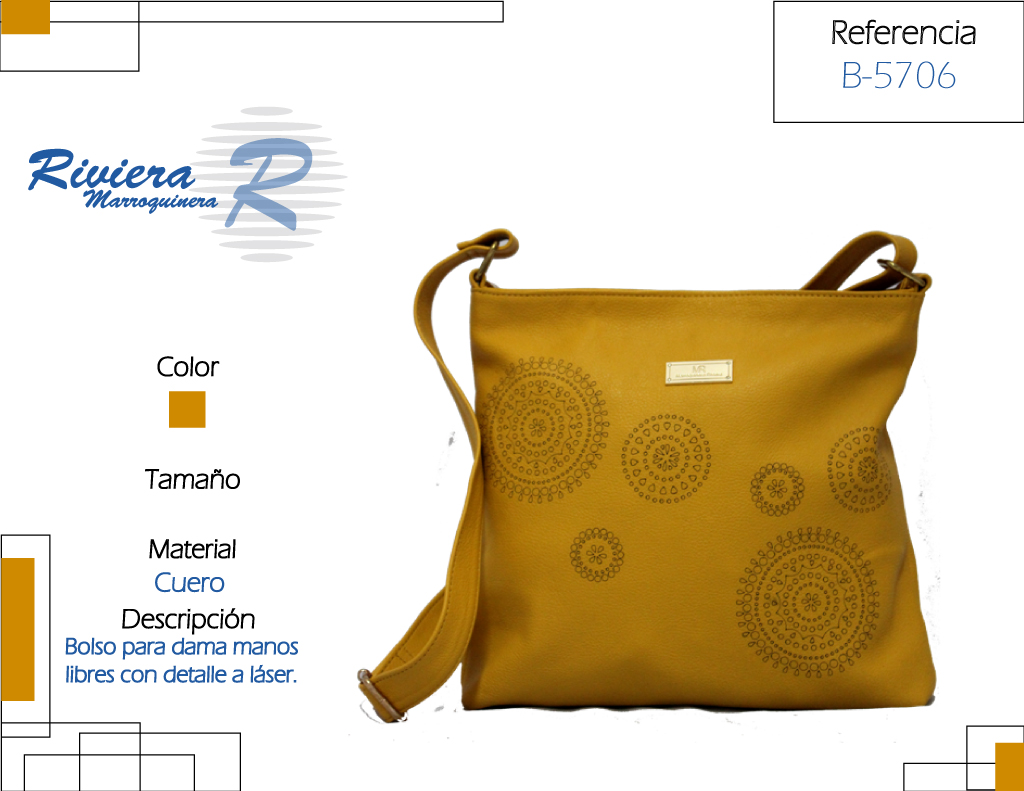 Referencia
B-5706
Riviera
Marroquinera
R
Color
Tamaño
Material
Cuero
Descripción
Bolso para dama manos
libres con detalle a láser.